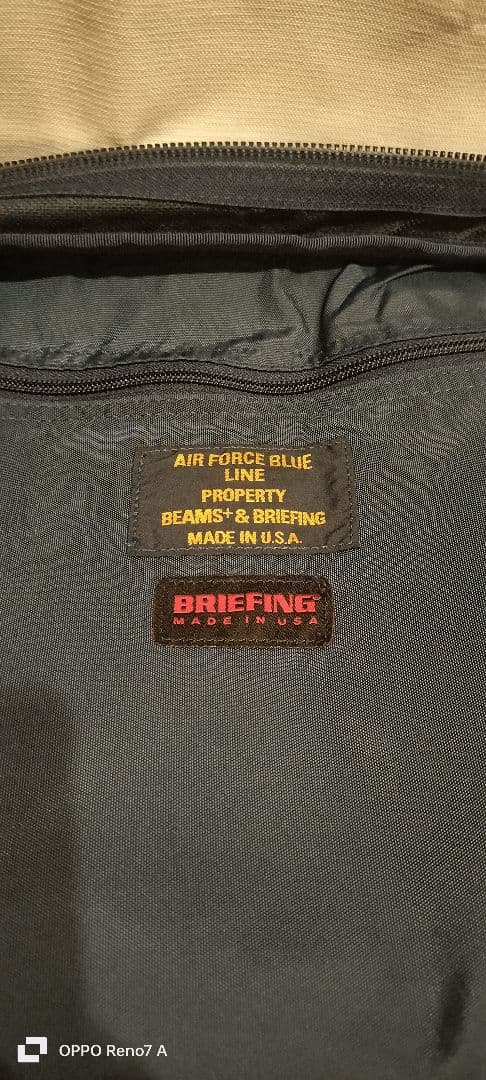 AIR FORCE BLUE
LINE
PROPERTY
BEAMS+ & BRIEFING
MADE IN U.S.A.
BRIEFING®
MADE IN USA
OPPO Reno7 A